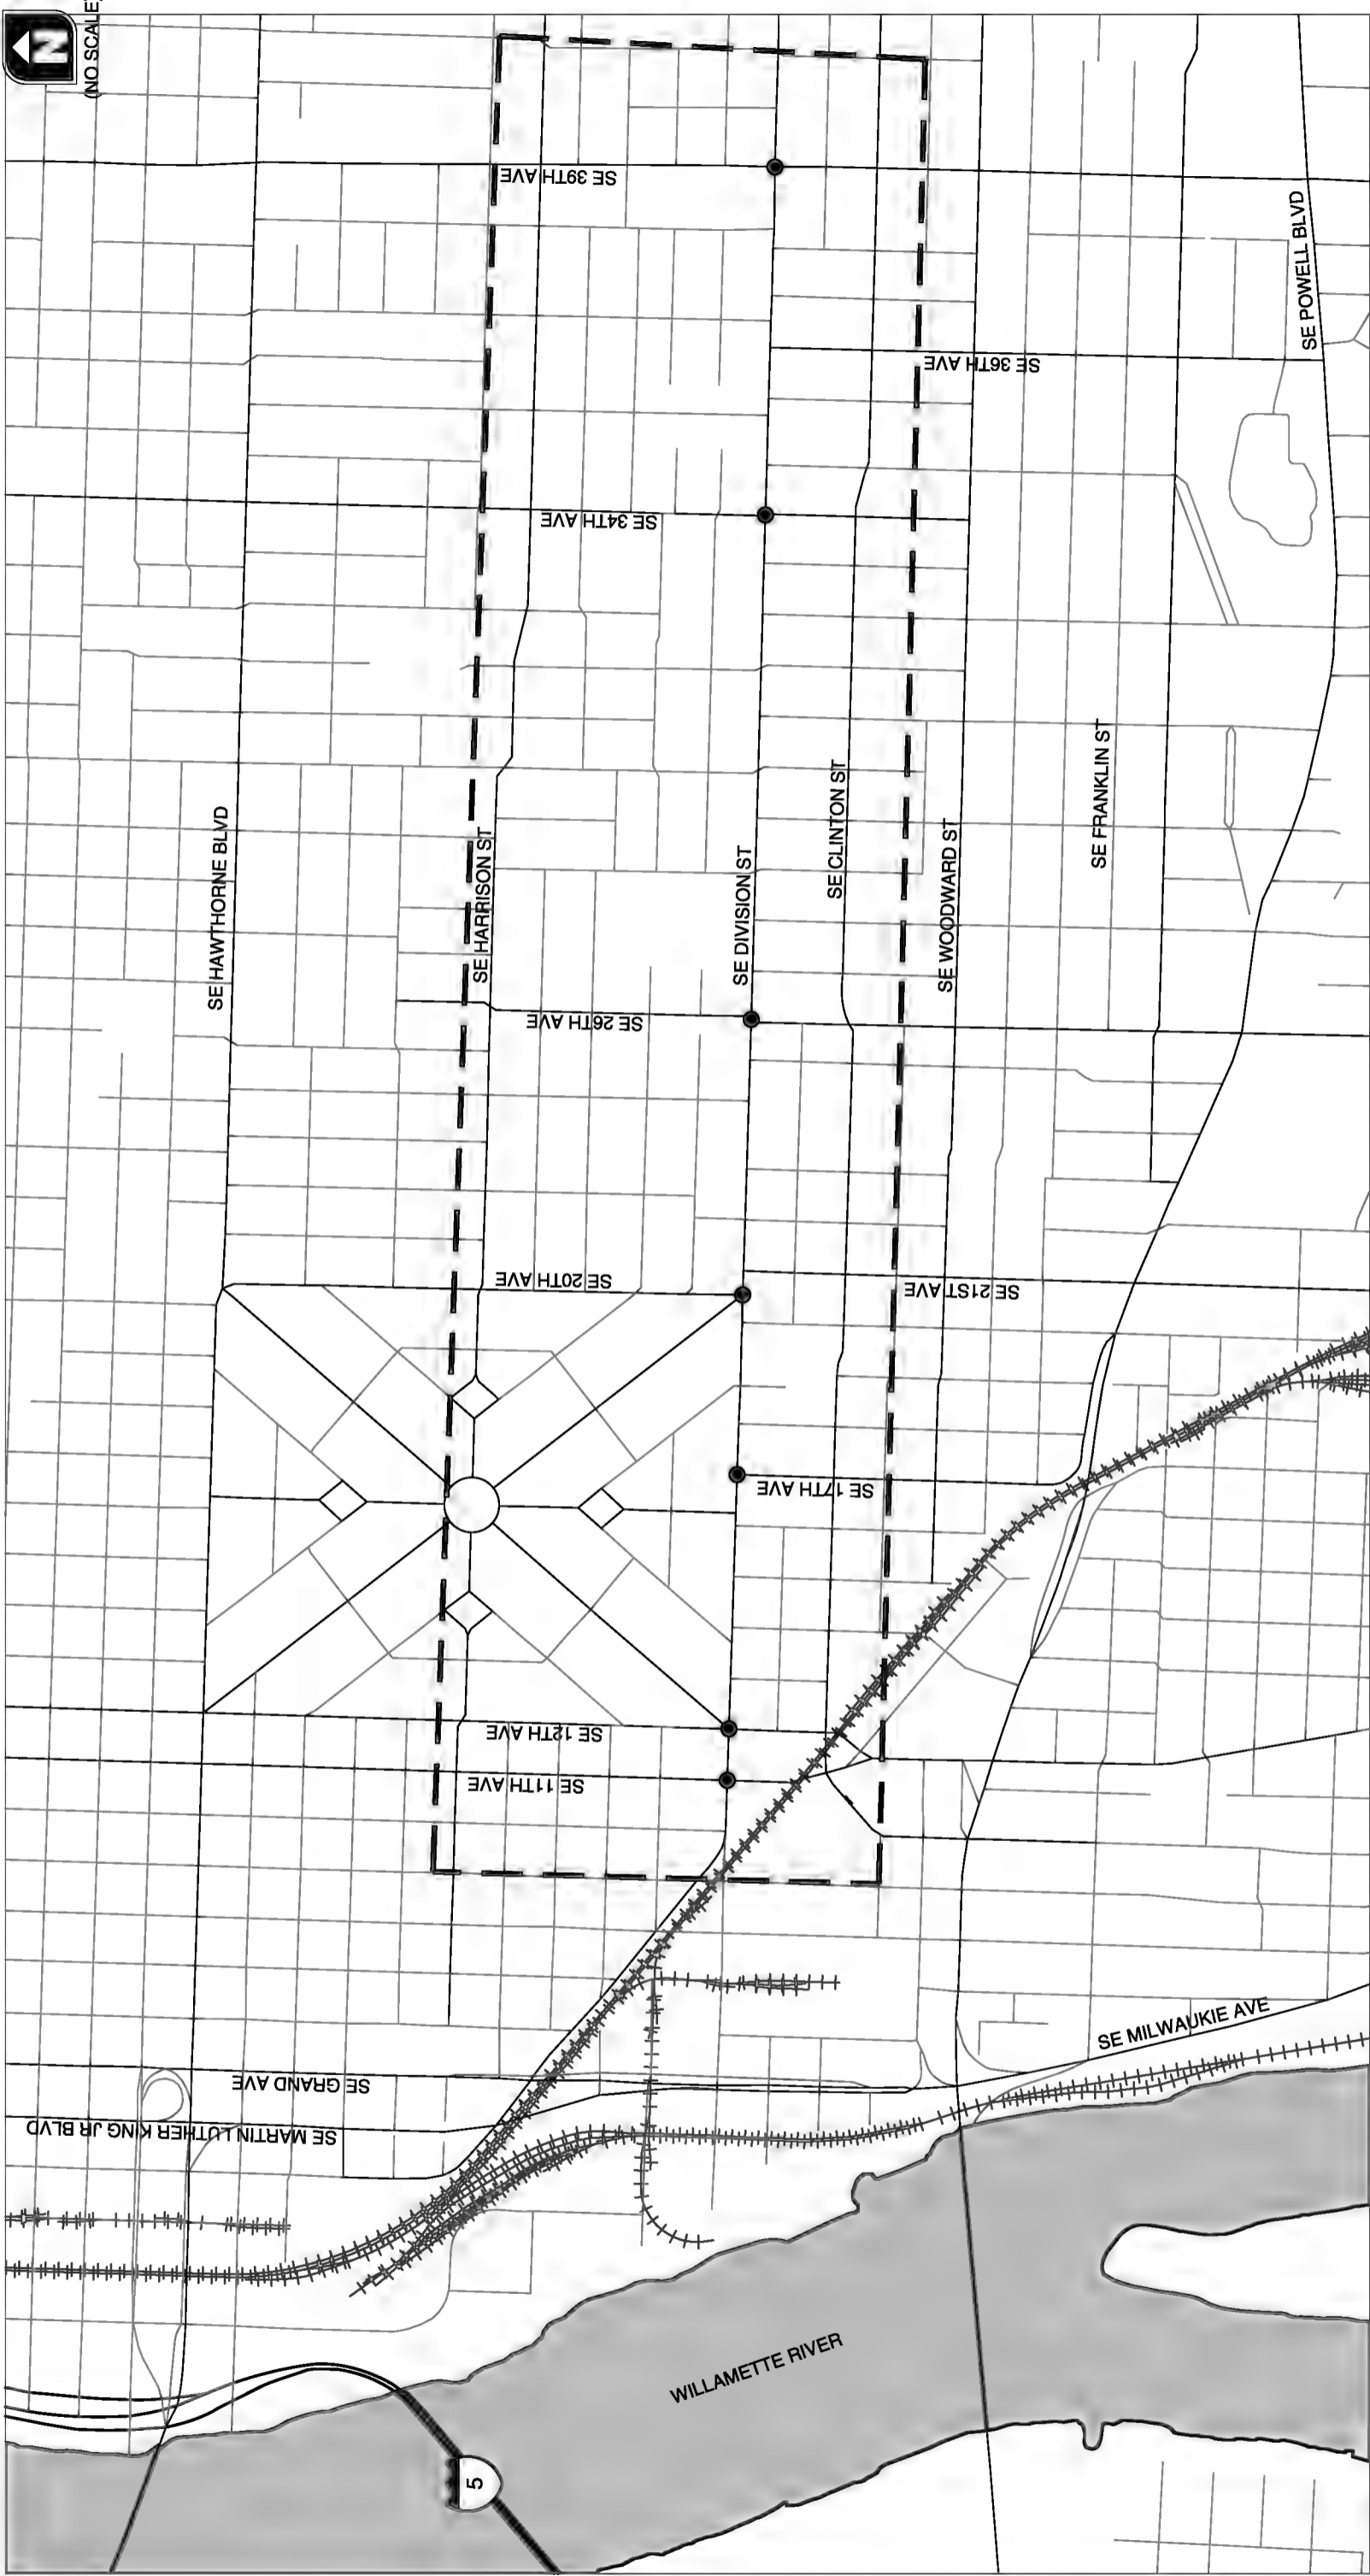 N
(NO SCALE)
SE 39TH AVE
SE POWELL BLVD
SE 36TH AVE
SE 34TH AVE
SE HAWTHORNE BLVD
SE HARRISON ST
SE DIVISION ST
SE CLINTON ST
SE WOODWARD ST
SE FRANKLIN ST
SE 26TH AVE
SE 20TH AVE
SE 21ST AVE
SE 17TH AVE
SE 12TH AVE
SE 11TH AVE
SE MILWAUKIE AVE
SE GRAND AVE
SE MARTIN LUTHER KING JR BLVD
WILLAMETTE RIVER
5